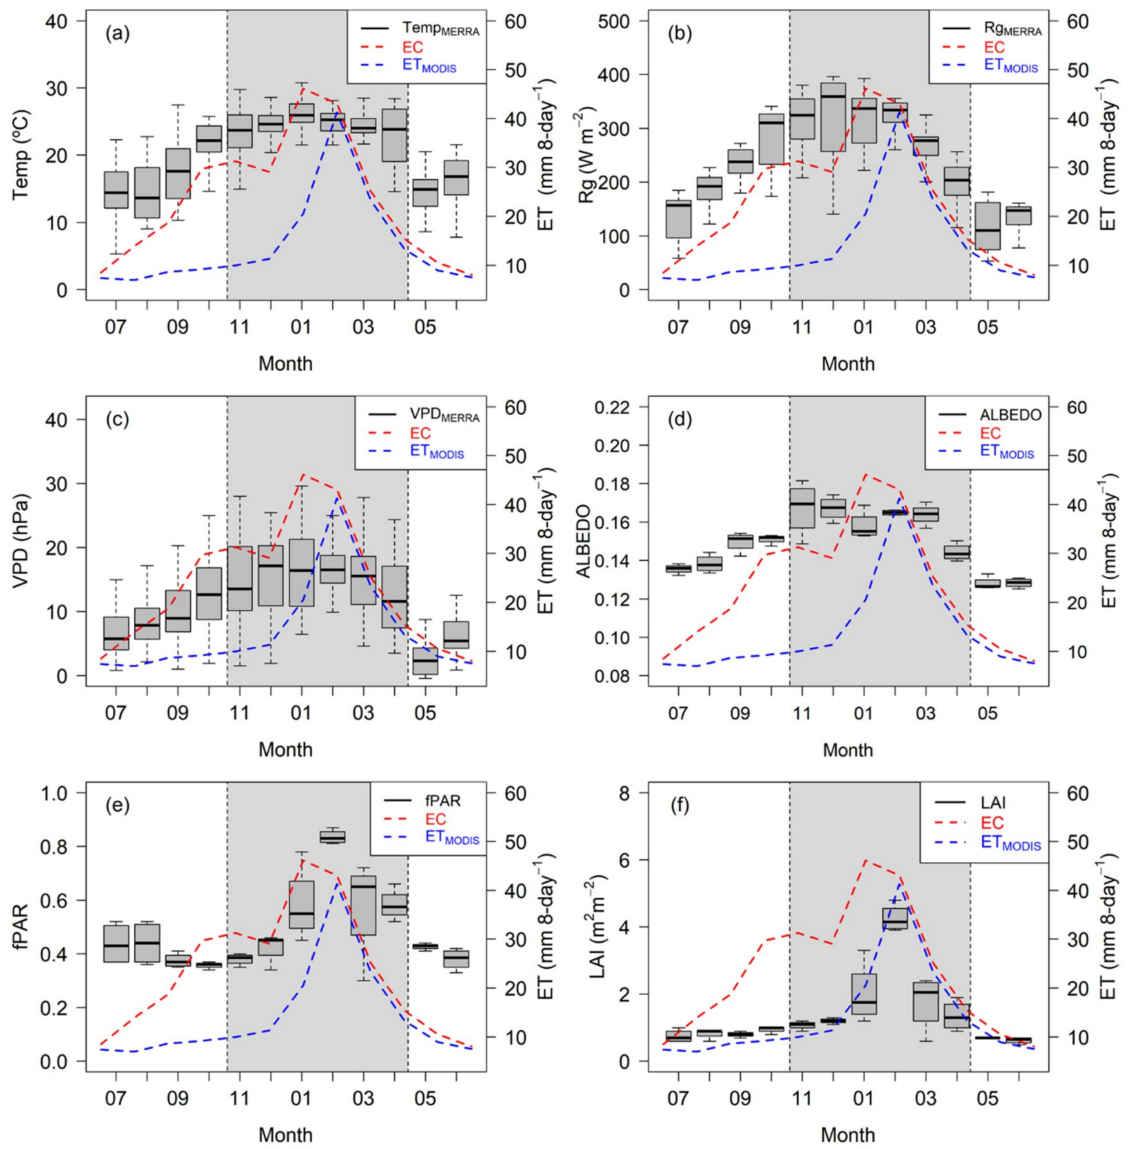 (a)
Temp_MERRA
EC
ET_MODIS
Temp (ºC)
40
30
20
10
0
60
50
40
30
20
10
ET (mm 8-day⁻¹)
07 09 11 01 03 05
Month
(b)
Rg_MERRA
EC
ET_MODIS
Rg (W m⁻²)
500
400
300
200
100
0
60
50
40
30
20
10
ET (mm 8-day⁻¹)
07 09 11 01 03 05
Month
(c)
VPD_MERRA
EC
ET_MODIS
VPD (hPa)
40
30
20
10
0
60
50
40
30
20
10
ET (mm 8-day⁻¹)
07 09 11 01 03 05
Month
(d)
ALBEDO
EC
ET_MODIS
ALBEDO
0.22
0.20
0.18
0.16
0.14
0.12
0.10
0.08
60
50
40
30
20
10
ET (mm 8-day⁻¹)
07 09 11 01 03 05
Month
(e)
fPAR
EC
ET_MODIS
fPAR
1.0
0.8
0.6
0.4
0.2
0.0
60
50
40
30
20
10
ET (mm 8-day⁻¹)
07 09 11 01 03 05
Month
(f)
LAI
EC
ET_MODIS
LAI (m²m⁻²)
8
6
4
2
0
60
50
40
30
20
10
ET (mm 8-day⁻¹)
07 09 11 01 03 05
Month